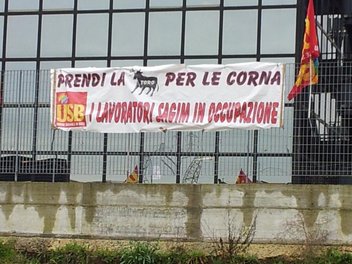 PRENDI LA TORO PER LE CORNA
USB
I LAVORATORI SAGIM IN OCCUPAZIONE